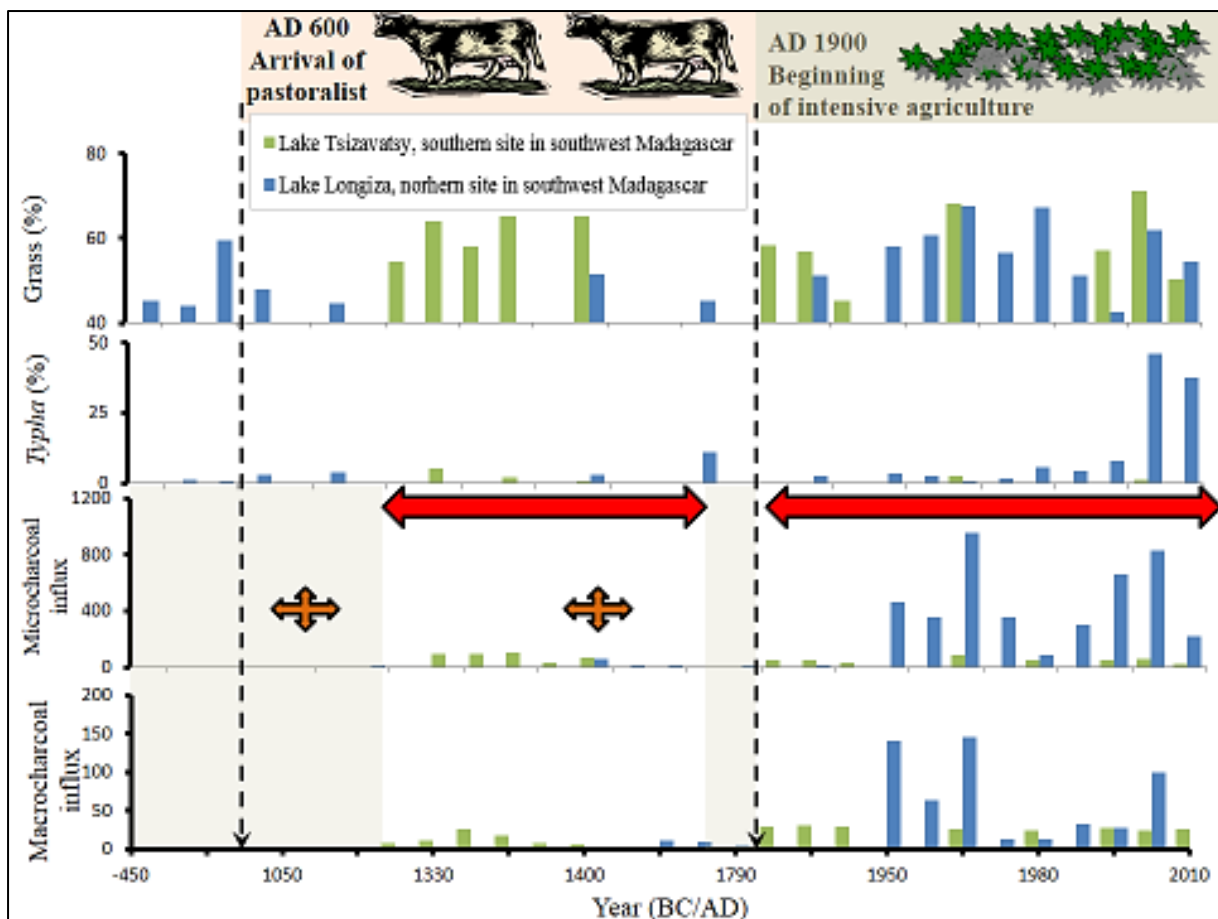 AD 600
Arrival of
pastoralist
AD 1900
Beginning
of intensive agriculture
Lake Tsizavatsy, southern site in southwest Madagascar
Lake Longiza, norhern site in southwest Madagascar
Grass (%)
80
60
40
Typha (%)
50
25
0
Microcharcoal
influx
1200
800
400
0
Macrocharcoal
influx
200
150
100
50
0
-450 1050 1330 1400 1790 1950 1980 2010
Year (BC/AD)